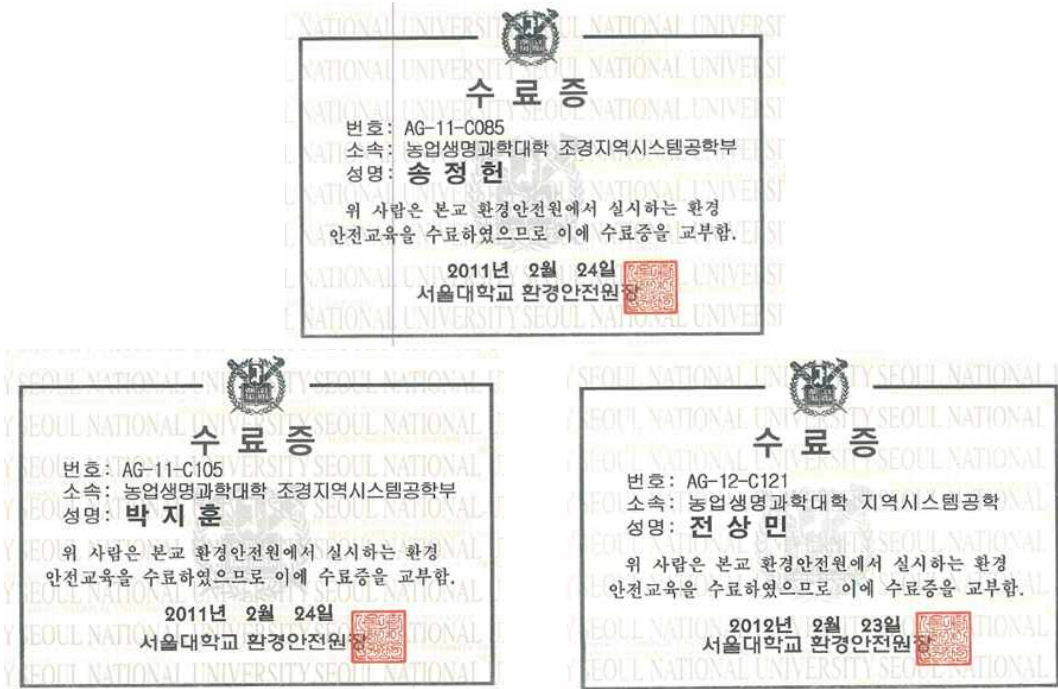 수료증
번호: AG-11-C085
소속: 농업생명과학대학 조경지역시스템공학부
성명: 송정헌
위 사람은 본교 환경안전원에서 실시하는 환경
안전교육을 수료하였으므로 이에 수료증을 교부함.
2011년 2월 24일
서울대학교 환경안전원장
수료증
번호: AG-11-C105
소속: 농업생명과학대학 조경지역시스템공학부
성명: 박지훈
위 사람은 본교 환경안전원에서 실시하는 환경
안전교육을 수료하였으므로 이에 수료증을 교부함.
2011년 2월 24일
서울대학교 환경안전원장
수료증
번호: AG-12-C121
소속: 농업생명과학대학 지역시스템공학
성명: 전상민
위 사람은 본교 환경안전원에서 실시하는 환경
안전교육을 수료하였으므로 이에 수료증을 교부함.
2012년 2월 23일
서울대학교 환경안전원장